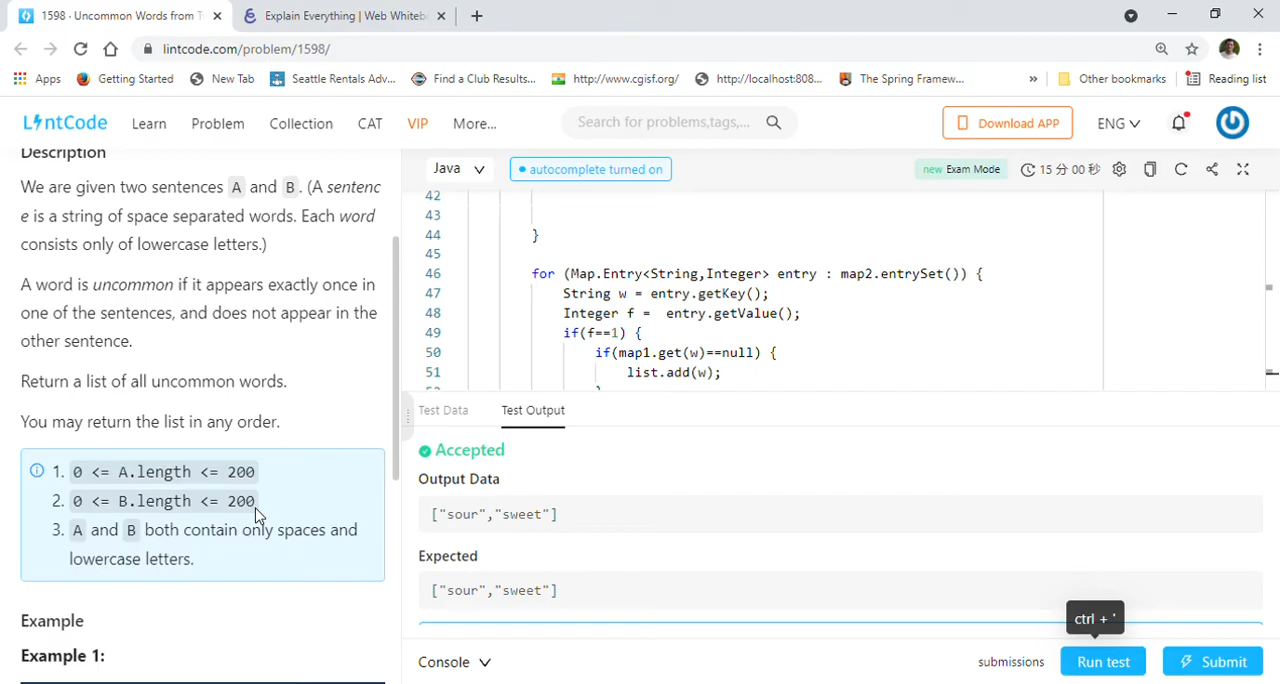 1598 · Uncommon Words from T
Explain Everything | Web Whiteb
lintcode.com/problem/1598/
Apps
Getting Started
New Tab
Seattle Rentals Adv...
Find a Club Results...
http://www.cgisf.org/
http://localhost:808...
The Spring Framew...
»
Other bookmarks
Reading list
LintCode
Learn
Problem
Collection
CAT
VIP
More...
Search for problems,tags,...
Download APP
ENG
Description
We are given two sentences A and B. (A sentenc
e is a string of space separated words. Each word
consists only of lowercase letters.)
A word is uncommon if it appears exactly once in
one of the sentences, and does not appear in the
other sentence.
Return a list of all uncommon words.
You may return the list in any order.
1. 0 <= A.length <= 200
2. 0 <= B.length <= 200
3. A and B both contain only spaces and
lowercase letters.
Example
Example 1:
Java
autocomplete turned on
new Exam Mode
15 分 00 秒
42
43
44 }
45
46 for (Map.Entry<String,Integer> entry : map2.entrySet()) {
47 String w = entry.getKey();
48 Integer f =  entry.getValue();
49 if(f==1) {
50 if(map1.get(w)==null) {
51 list.add(w);
Test Data
Test Output
Accepted
Output Data
["sour","sweet"]
Expected
["sour","sweet"]
ctrl + '
Console
submissions
Run test
Submit